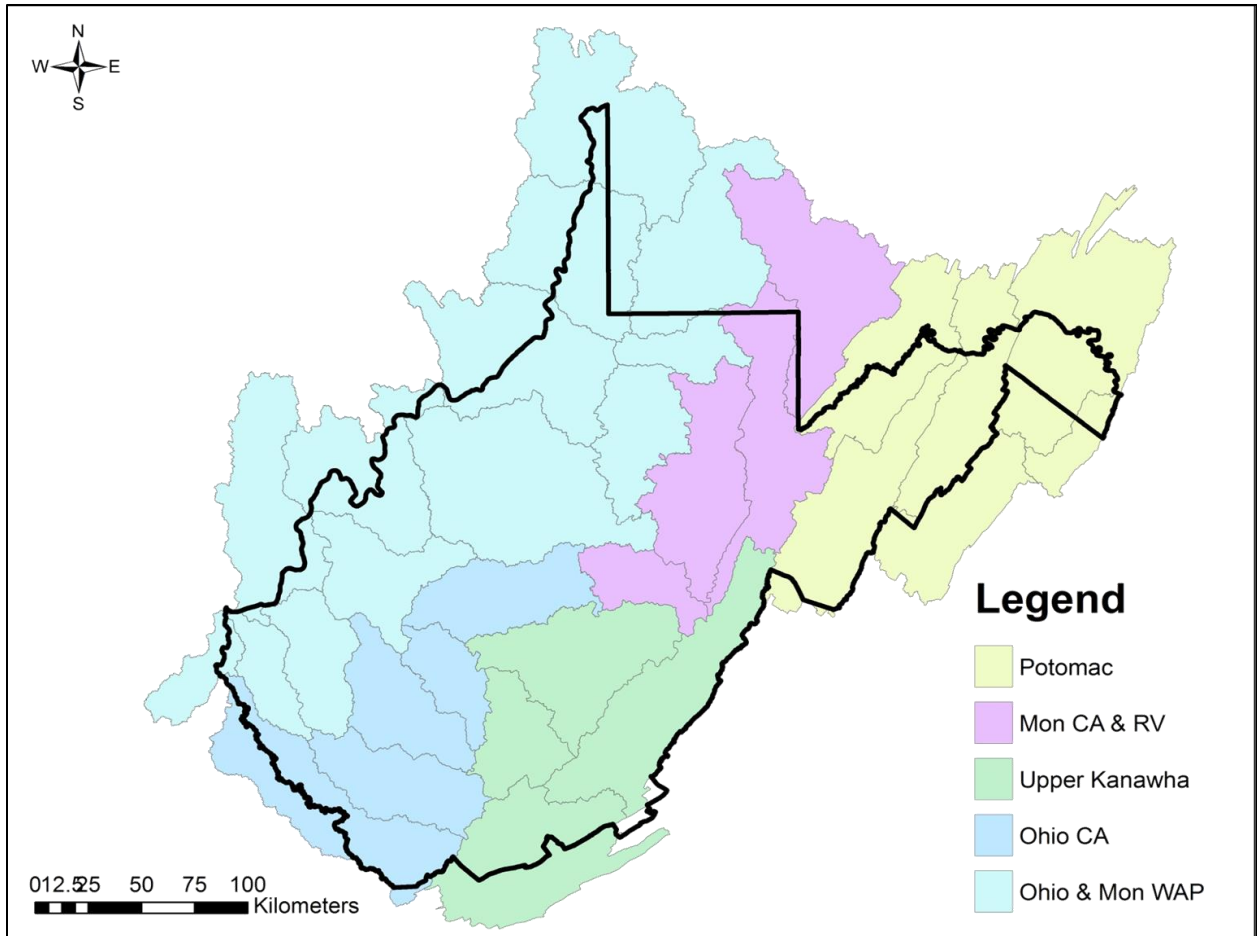 N
W E
S
Legend
Potomac
Mon CA & RV
Upper Kanawha
Ohio CA
Ohio & Mon WAP
012.525 50 75 100
Kilometers